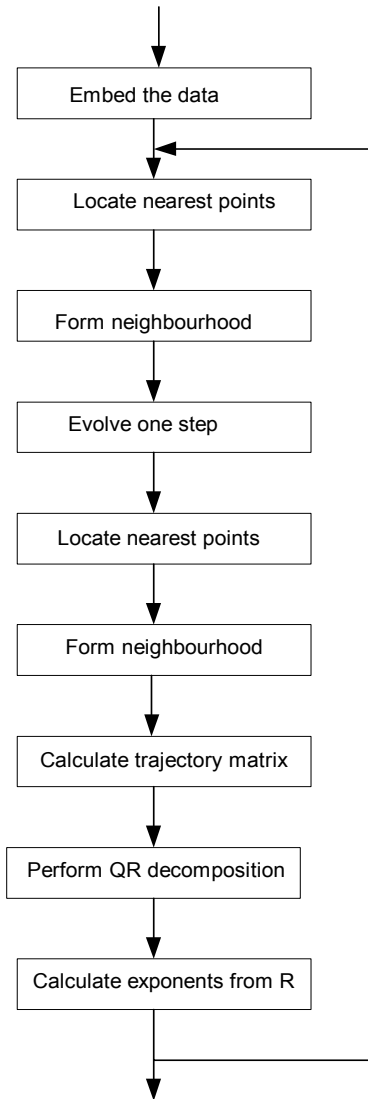 Embed the data
Locate nearest points
Form neighbourhood
Evolve one step
Locate nearest points
Form neighbourhood
Calculate trajectory matrix
Perform QR decomposition
Calculate exponents from R